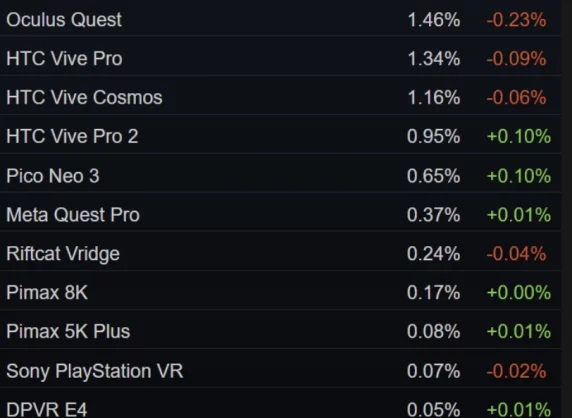 Oculus Quest 1.46% -0.23%
HTC Vive Pro 1.34% -0.09%
HTC Vive Cosmos 1.16% -0.06%
HTC Vive Pro 2 0.95% +0.10%
Pico Neo 3 0.65% +0.10%
Meta Quest Pro 0.37% +0.01%
Riftcat Vridge 0.24% -0.04%
Pimax 8K 0.17% +0.00%
Pimax 5K Plus 0.08% +0.01%
Sony PlayStation VR 0.07% -0.02%
DPVR E4 0.05% +0.01%